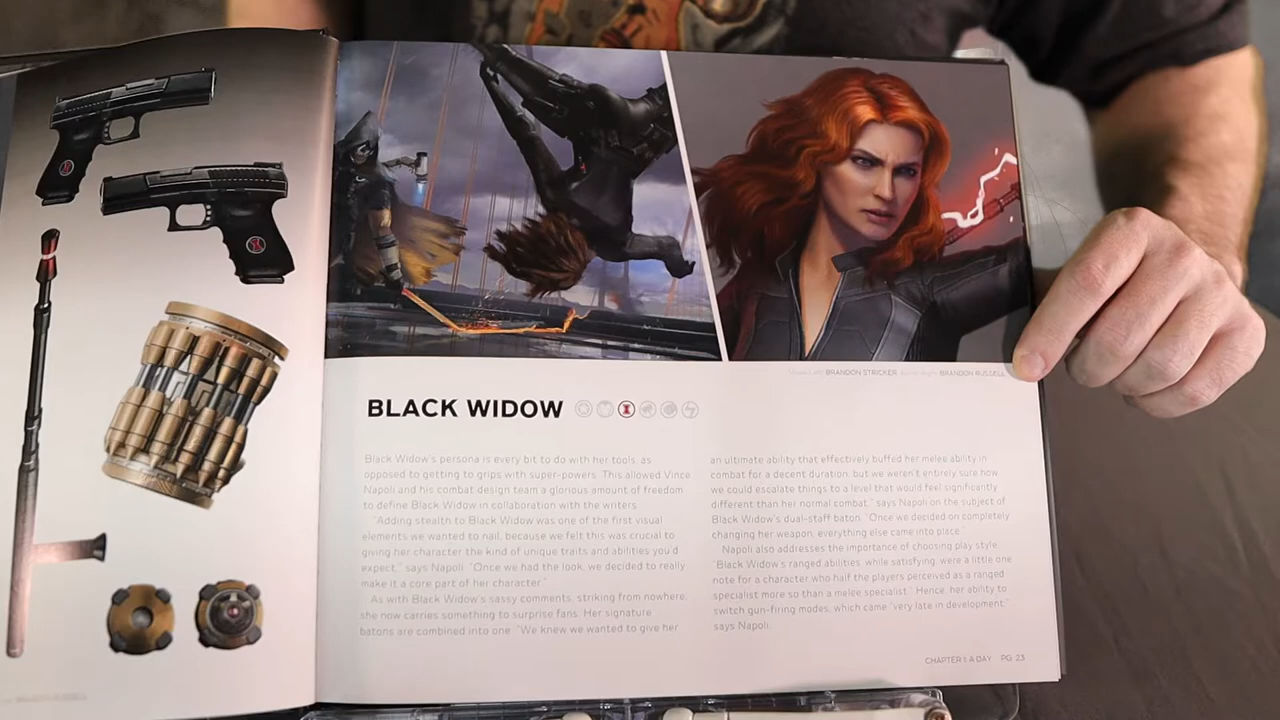 BRANDON STRICKER BRANDON RUSSELL
BLACK WIDOW
Black Widow's persona is every bit to do with her tools, as
opposed to getting to grips with super-powers. This allowed Vince
Napoli and his combat design team a glorious amount of freedom
to define Black Widow in collaboration with the writers.
"Adding stealth to Black Widow was one of the first visual
elements we wanted to nail, because we felt this was crucial to
giving her character the kind of unique traits and abilities you'd
expect," says Napoli. "Once we had the look, we decided to really
make it a core part of her character."
As with Black Widow's sassy comments, striking from nowhere,
she now carries something to surprise fans. Her signature
batons are combined into one. "We knew we wanted to give her
an ultimate ability that effectively buffed her melee ability in
combat for a decent duration, but we weren't entirely sure how
we could escalate things to a level that would feel significantly
different than her normal combat," says Napoli on the subject of
Black Widow's dual-staff baton. "Once we decided on completely
changing her weapon, everything else came into place."
Napoli also addresses the importance of choosing play style.
"Black Widow's ranged abilities, while satisfying, were a little one
note for a character who half the players perceived as a ranged
specialist more so than a melee specialist." Hence, her ability to
switch gun-firing modes, which came "very late in development,"
says Napoli.
CHAPTER 1: A DAY PG 23